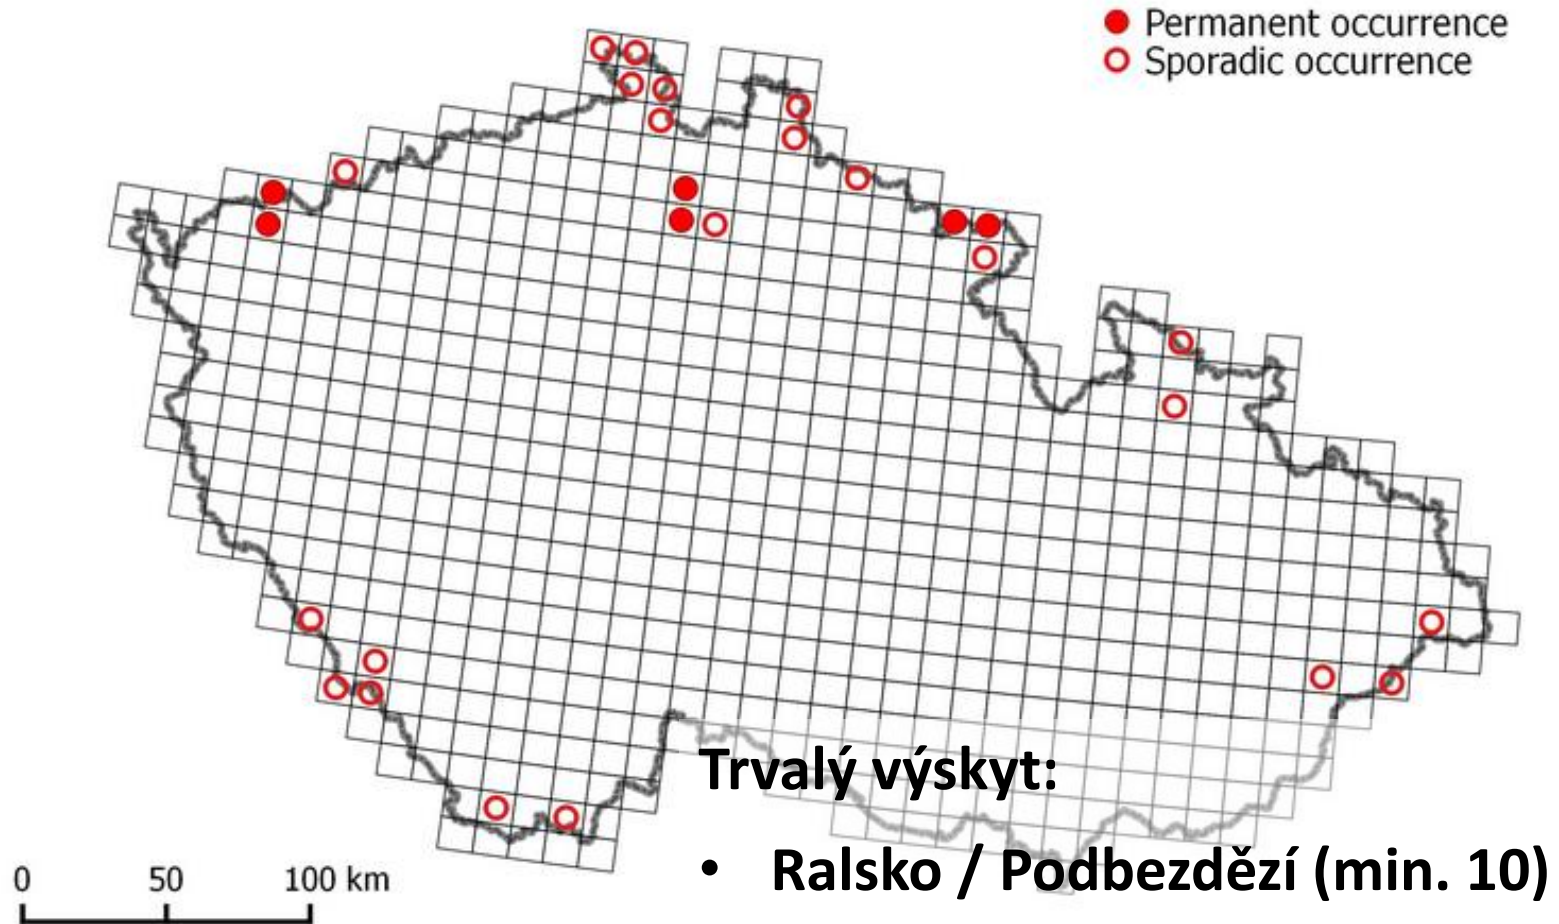 Permanent occurrence
Sporadic occurrence
Trvalý výskyt:
• Ralsko / Podbezdězí (min. 10)
0 50 100 km